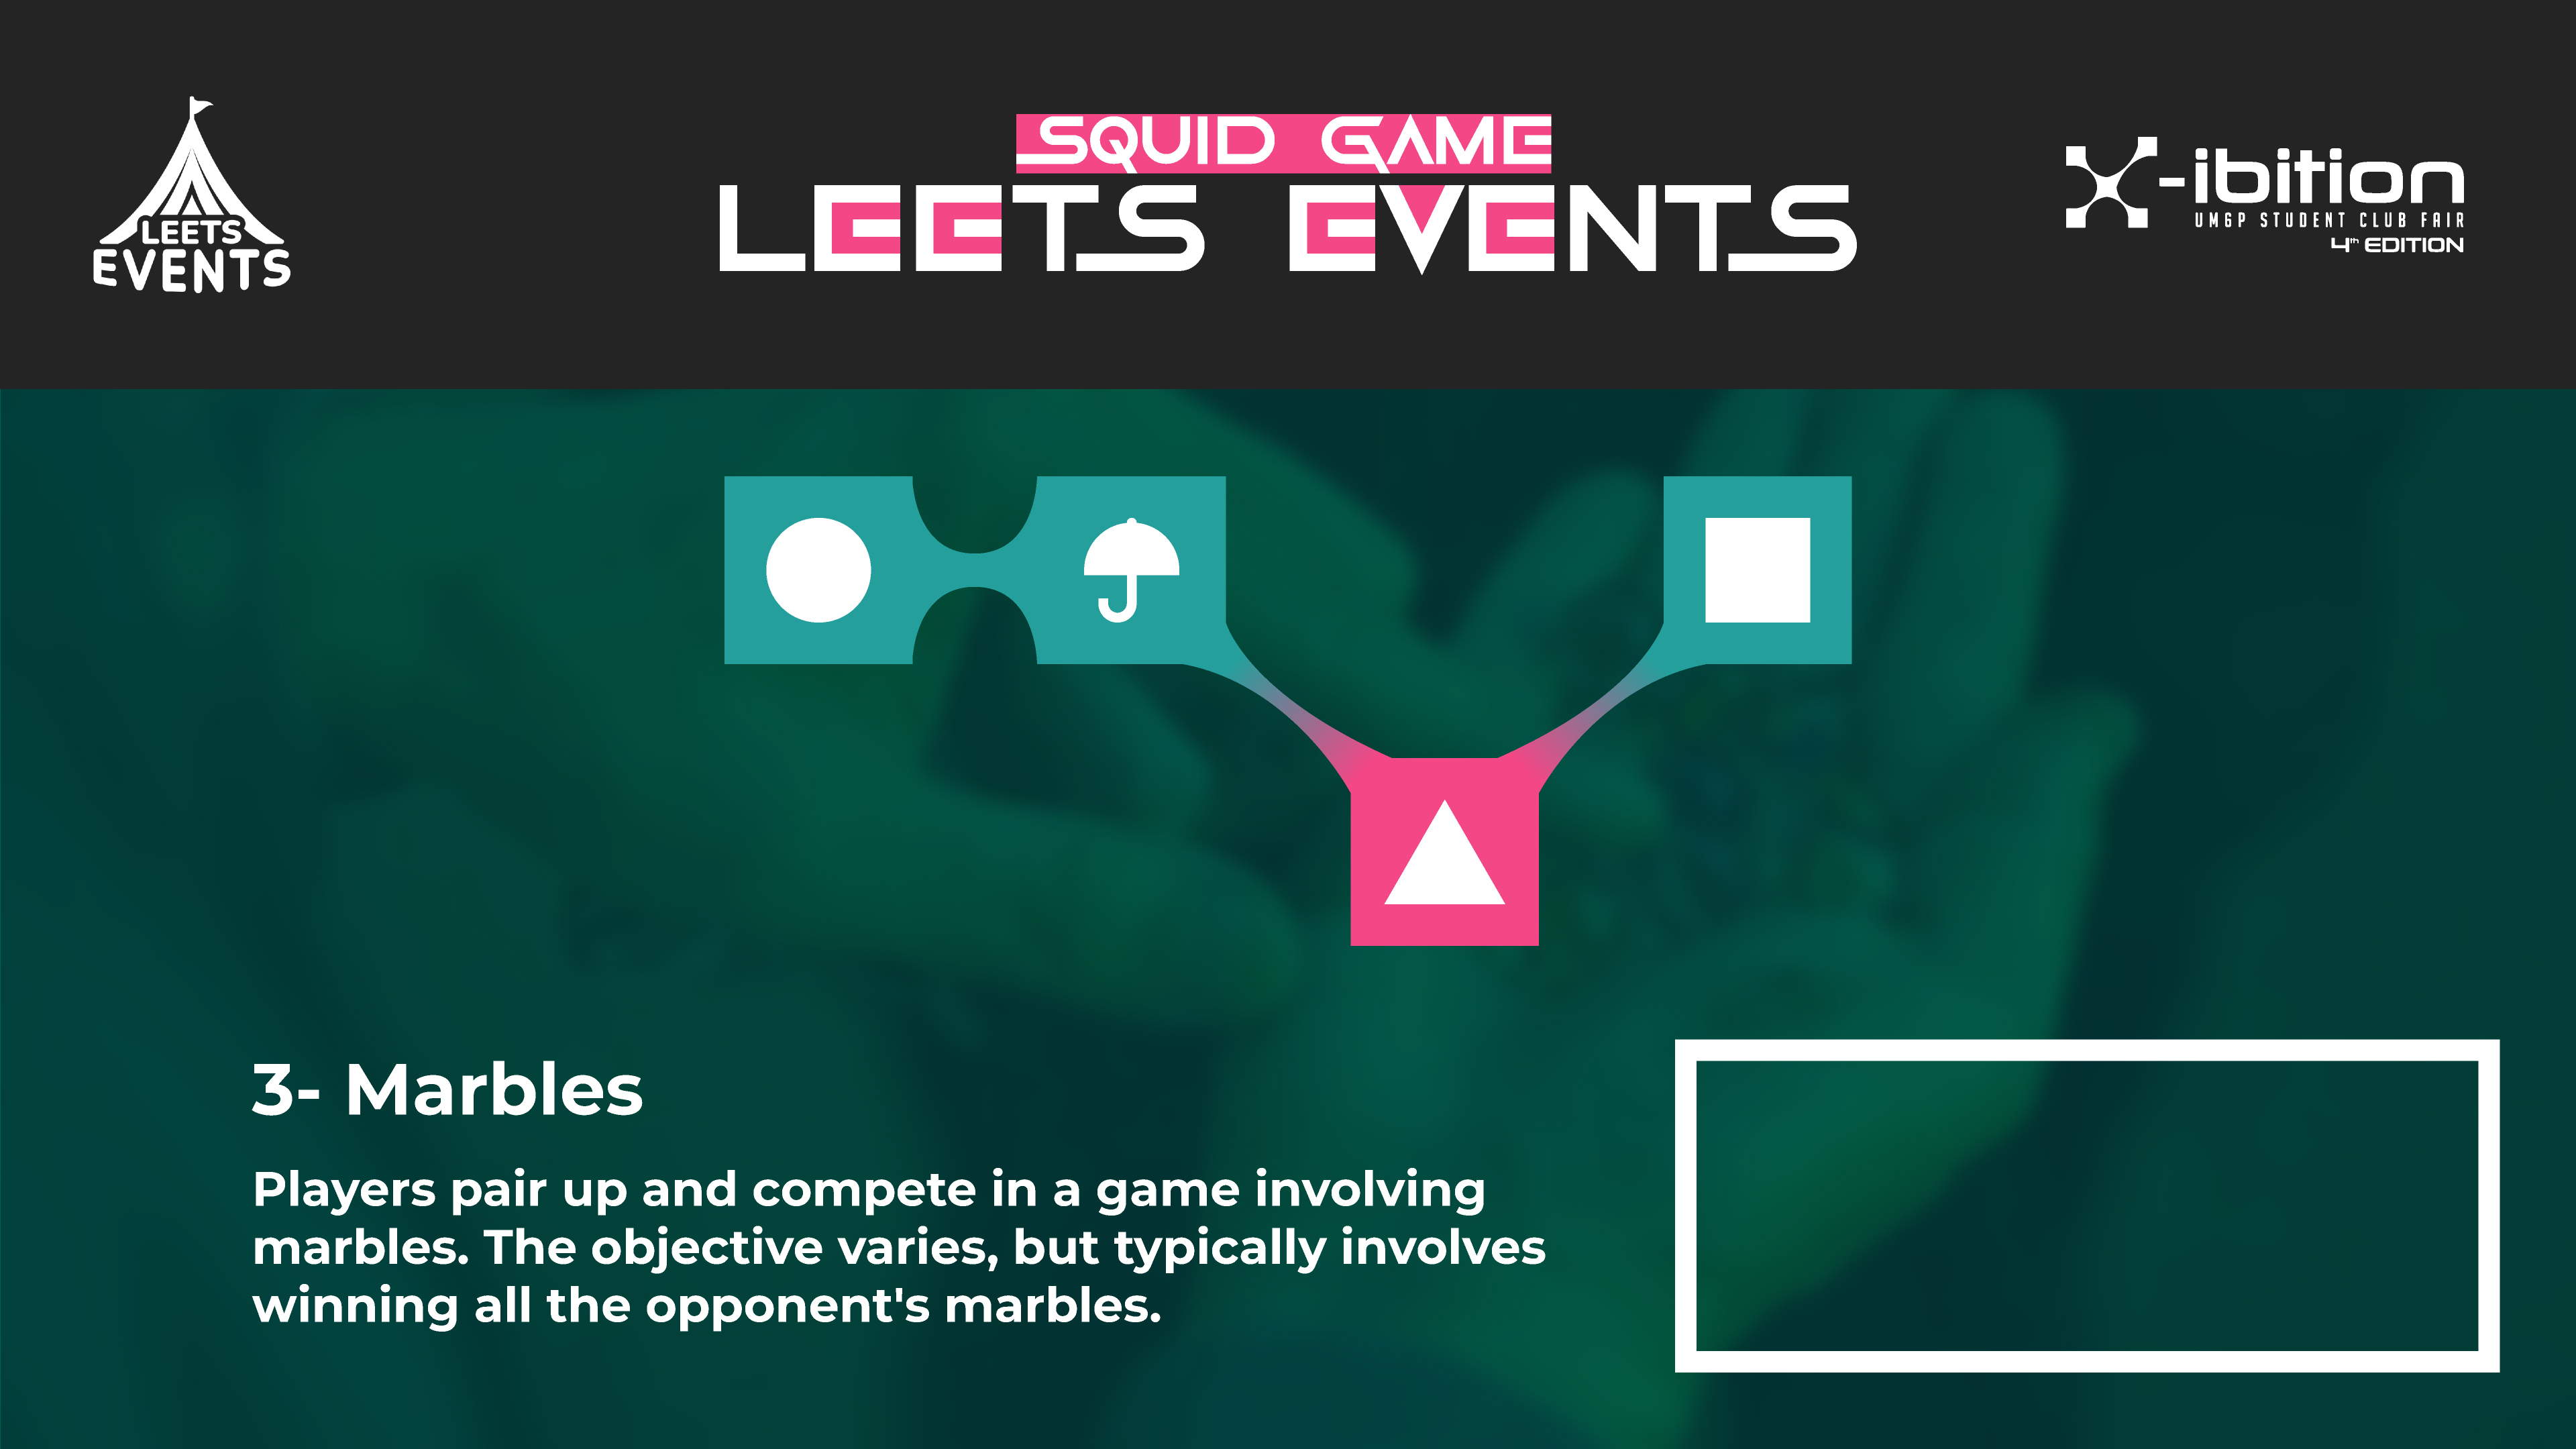 LEETS
EVENTS
SQUID GAME
LEETS EVENTS
X-ibition
UM6P STUDENT CLUB FAIR
4th EDITION
3- Marbles
Players pair up and compete in a game involving
marbles. The objective varies, but typically involves
winning all the opponent's marbles.